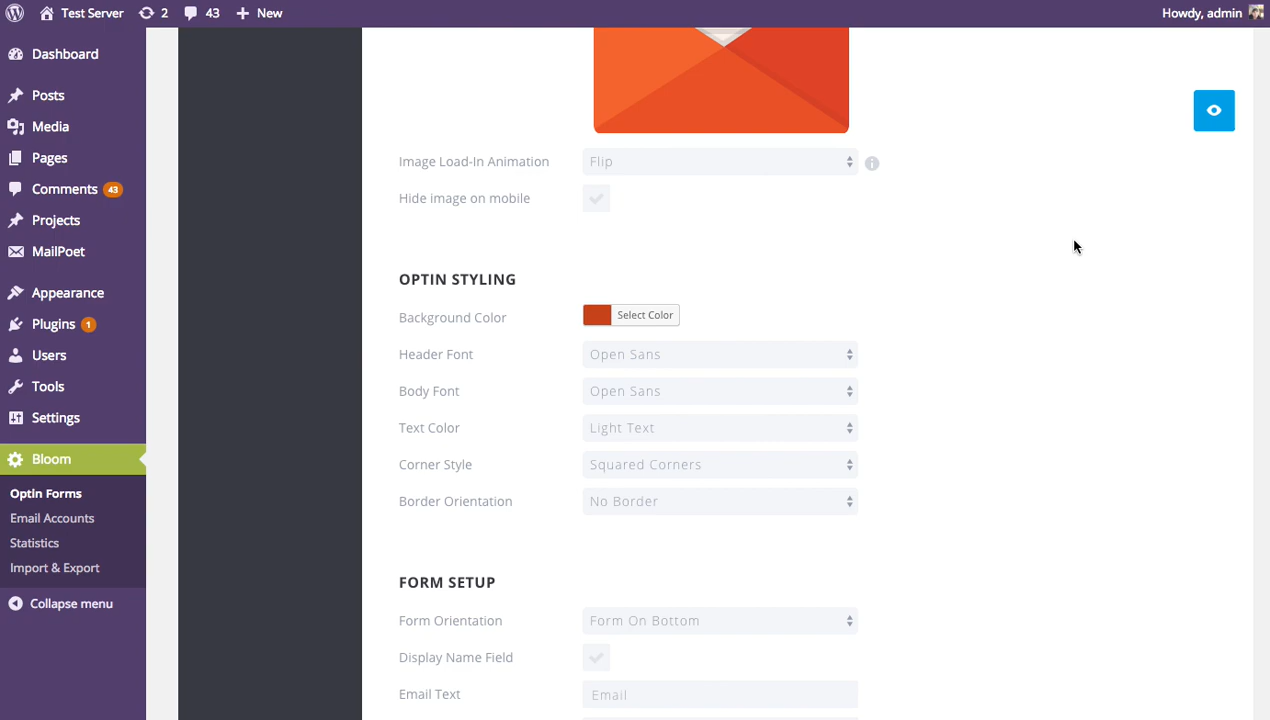 Test Server
2
43
New
Howdy, admin
Dashboard
Posts
Media
Pages
Comments 43
Projects
MailPoet
Appearance
Plugins 1
Users
Tools
Settings
Bloom
Optin Forms
Email Accounts
Statistics
Import & Export
Collapse menu
Image Load-In Animation
Flip
Hide image on mobile
OPTIN STYLING
Background Color
Select Color
Header Font
Open Sans
Body Font
Open Sans
Text Color
Light Text
Corner Style
Squared Corners
Border Orientation
No Border
FORM SETUP
Form Orientation
Form On Bottom
Display Name Field
Email Text
Email